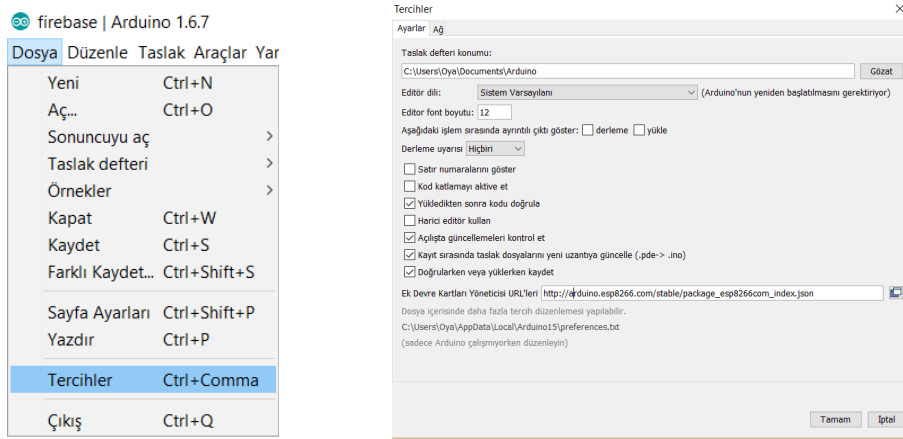 firebase | Arduino 1.6.7
Dosya Düzenle Taslak Araçlar Yar
Yeni Ctrl+N
Aç... Ctrl+O
Sonuncuyu aç
Taslak defteri
Örnekler
Kapat Ctrl+W
Kaydet Ctrl+S
Farklı Kaydet... Ctrl+Shift+S
Sayfa Ayarları Ctrl+Shift+P
Yazdır Ctrl+P
Tercihler Ctrl+Comma
Çıkış Ctrl+Q
Tercihler
Ayarlar Ağ
Taslak defteri konumu:
C:\Users\Oya\Documents\Arduino Gözat
Editör dili: Sistem Varsayılanı (Arduino'nun yeniden başlatılmasını gerektiriyor)
Editor font boyutu: 12
Aşağıdaki işlem sırasında ayrıntılı çıktı göster: derleme yükle
Derleme uyarısı Hiçbiri
Satır numaralarını göster
Kod katlamayı aktive et
Yükledikten sonra kodu doğrula
Harici editör kullan
Açılışta güncellemeleri kontrol et
Kayıt sırasında taslak dosyalarını yeni uzantıya güncelle (.pde-> .ino)
Doğrularken veya yüklerken kaydet
Ek Devre Kartları Yöneticisi URL'leri http://arduino.esp8266.com/stable/package_esp8266com_index.json
Dosya içerisinde daha fazla tercih düzenlemesi yapılabilir.
C:\Users\Oya\AppData\Local\Arduino15\preferences.txt
(sadece Arduino çalışmıyorken düzenleyin)
Tamam İptal